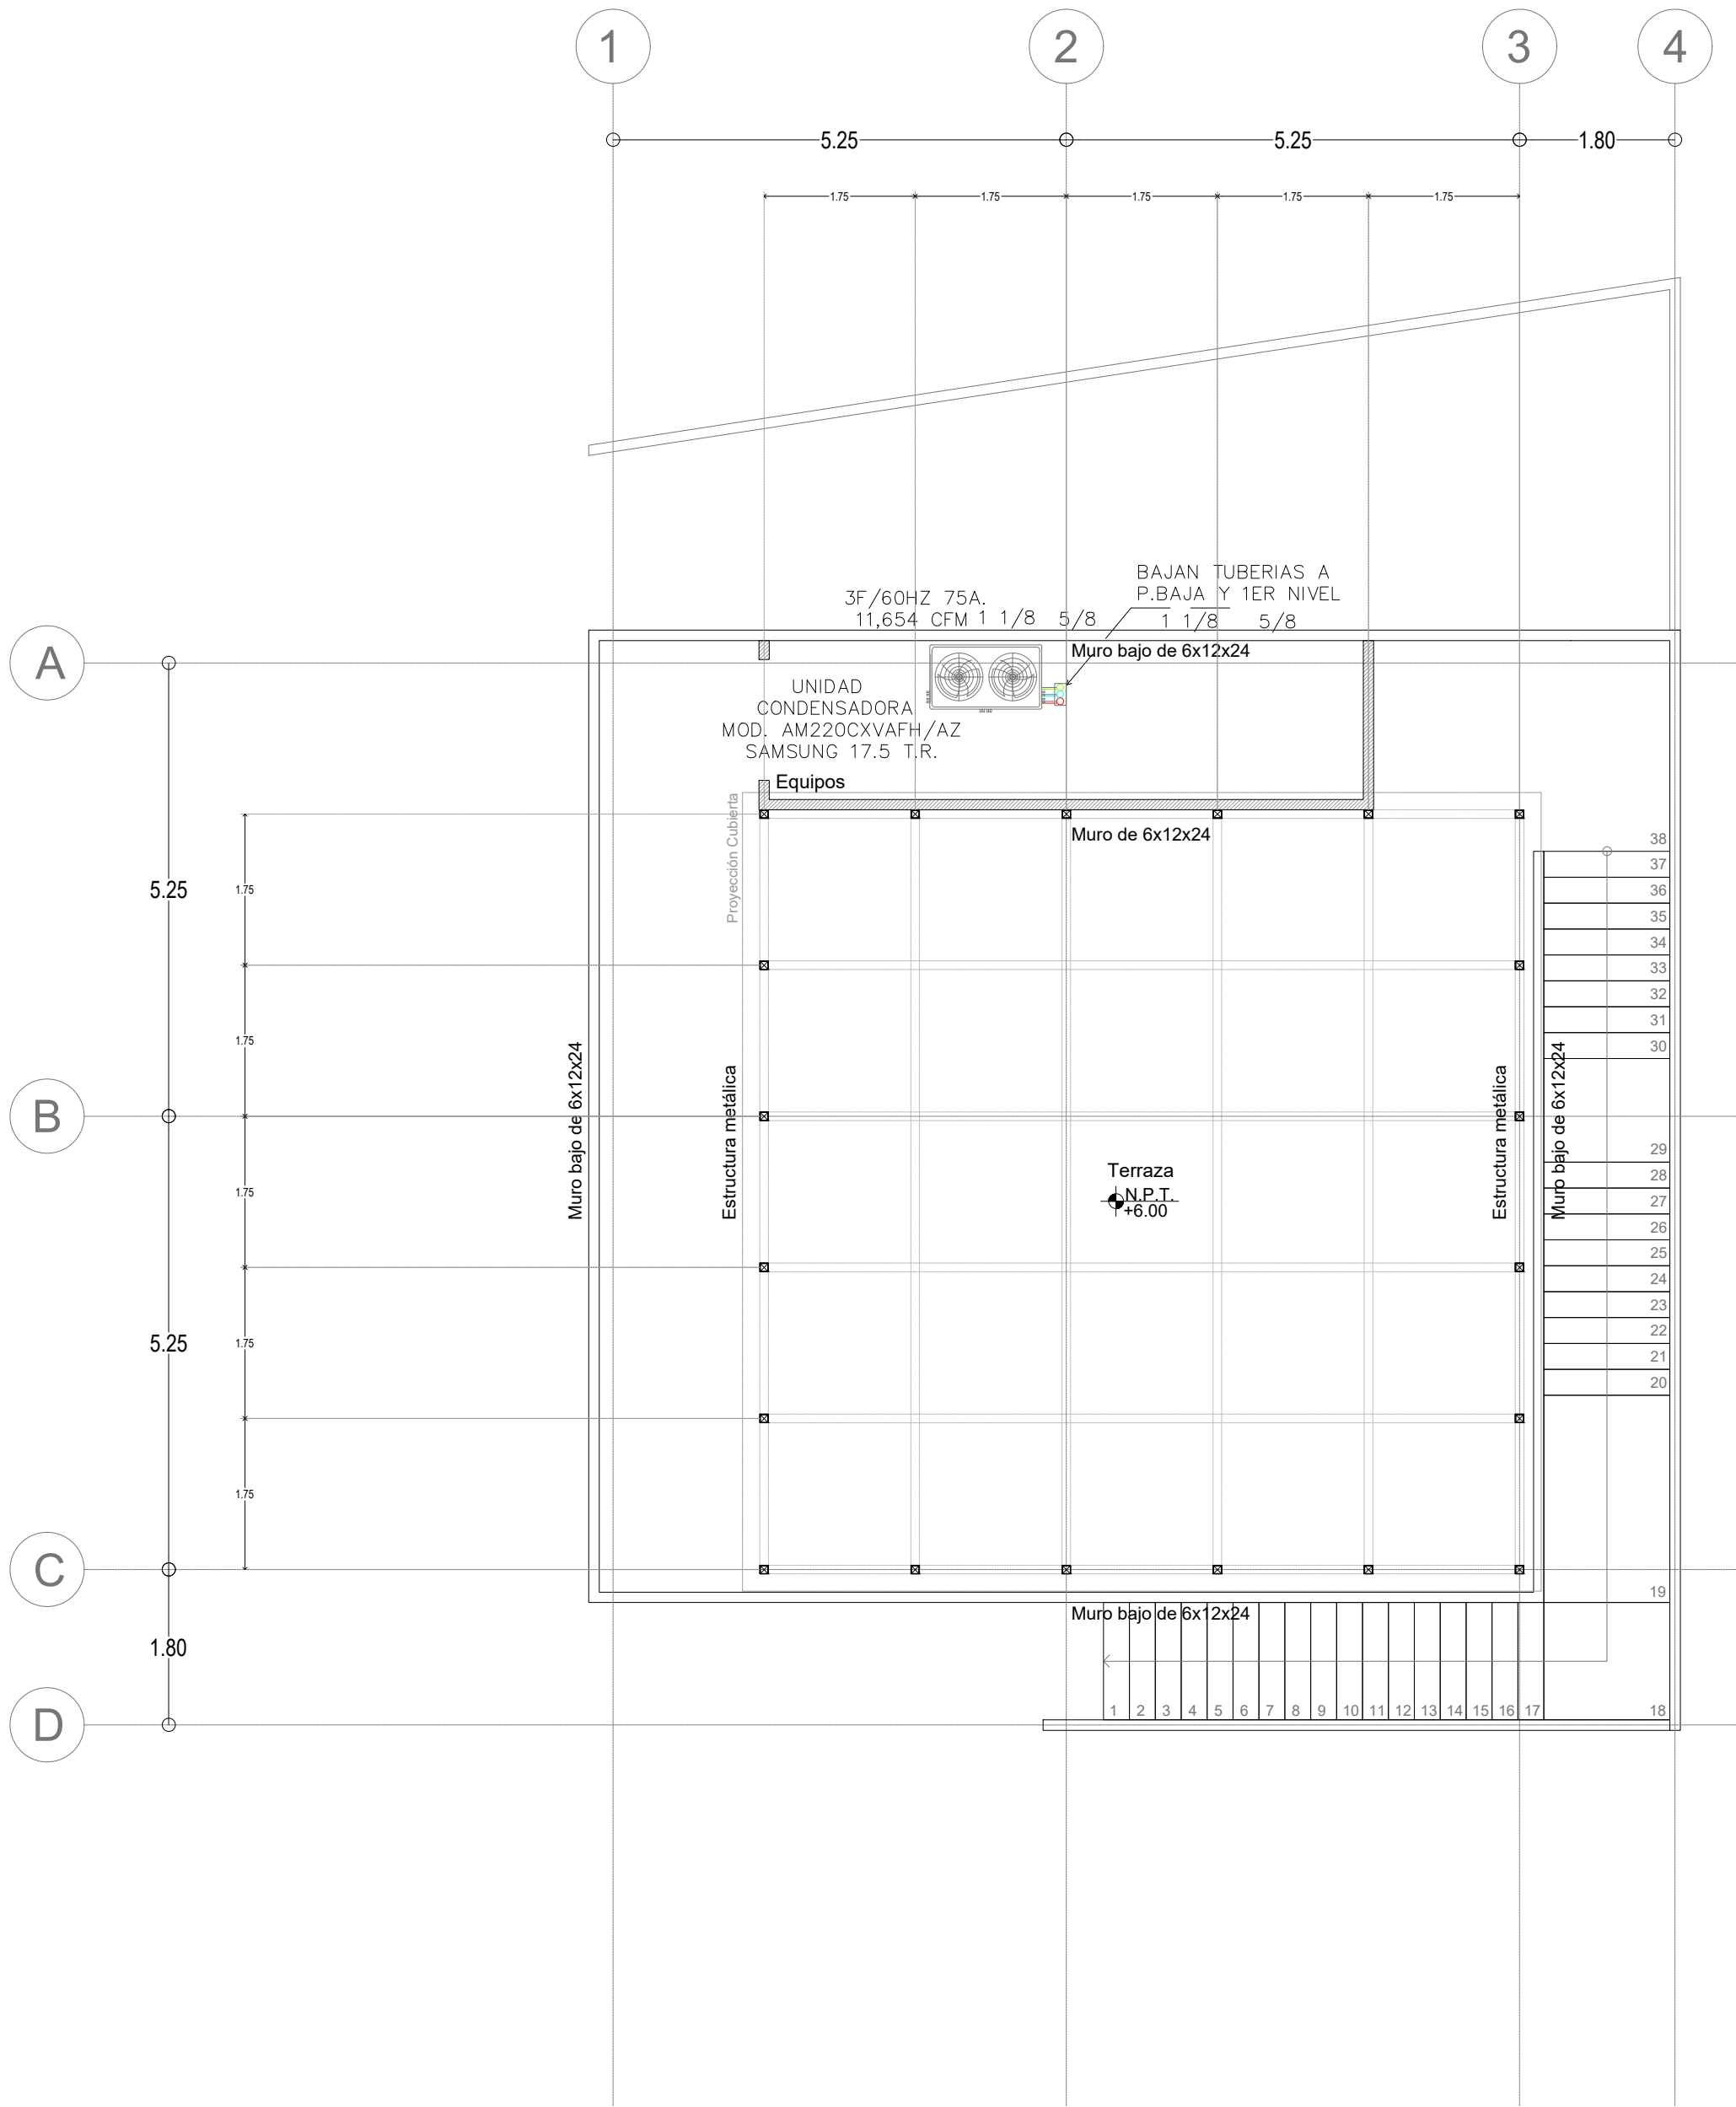 1
2
3
4
5.25
5.25
1.80
1.75
1.75
1.75
1.75
1.75
BAJAN TUBERIAS A
P.BAJA Y 1ER NIVEL
1 1/8 5/8
3F/60HZ 75A.
11,654 CFM
1 1/8 5/8
A
Muro bajo de 6x12x24
UNIDAD
CONDENSADORA
MOD. AM220CXVAFH/AZ
SAMSUNG 17.5 T.R.
Equipos
Proyección Cubierta
Muro de 6x12x24
5.25
1.75
1.75
1.75
1.75
1.75
B
5.25
C
1.80
D
Muro bajo de 6x12x24
Estructura metálica
Terraza
N.P.T.
+6.00
Estructura metálica
Muro bajo de 6x12x24
38
37
36
35
34
33
32
31
30
29
28
27
26
25
24
23
22
21
20
19
Muro bajo de 6x12x24
1
2
3
4
5
6
7
8
9
10
11
12
13
14
15
16
17
18